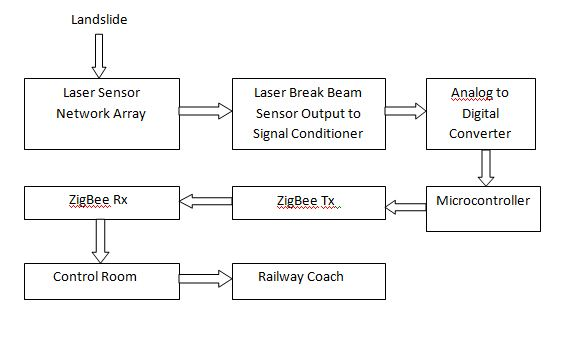 Landslide
Laser Sensor
Network Array
Laser Break Beam
Sensor Output to
Signal Conditioner
Analog to
Digital
Converter
Microcontroller
ZigBee Tx
ZigBee Rx
Control Room
Railway Coach